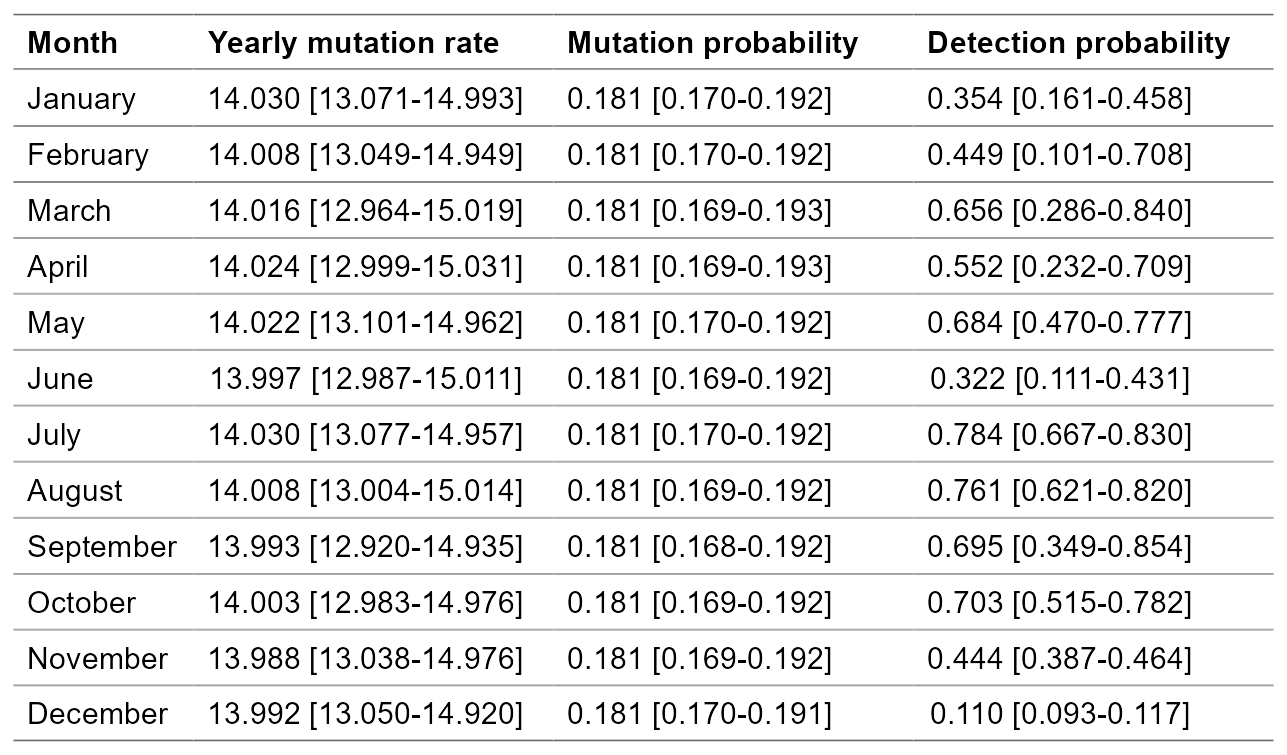 Month Yearly mutation rate Mutation probability Detection probability
January 14.030 [13.071-14.993] 0.181 [0.170-0.192] 0.354 [0.161-0.458]
February 14.008 [13.049-14.949] 0.181 [0.170-0.192] 0.449 [0.101-0.708]
March 14.016 [12.964-15.019] 0.181 [0.169-0.193] 0.656 [0.286-0.840]
April 14.024 [12.999-15.031] 0.181 [0.169-0.193] 0.552 [0.232-0.709]
May 14.022 [13.101-14.962] 0.181 [0.170-0.192] 0.684 [0.470-0.777]
June 13.997 [12.987-15.011] 0.181 [0.169-0.192] 0.322 [0.111-0.431]
July 14.030 [13.077-14.957] 0.181 [0.170-0.192] 0.784 [0.667-0.830]
August 14.008 [13.004-15.014] 0.181 [0.169-0.192] 0.761 [0.621-0.820]
September 13.993 [12.920-14.935] 0.181 [0.168-0.192] 0.695 [0.349-0.854]
October 14.003 [12.983-14.976] 0.181 [0.169-0.192] 0.703 [0.515-0.782]
November 13.988 [13.038-14.976] 0.181 [0.169-0.192] 0.444 [0.387-0.464]
December 13.992 [13.050-14.920] 0.181 [0.170-0.191] 0.110 [0.093-0.117]